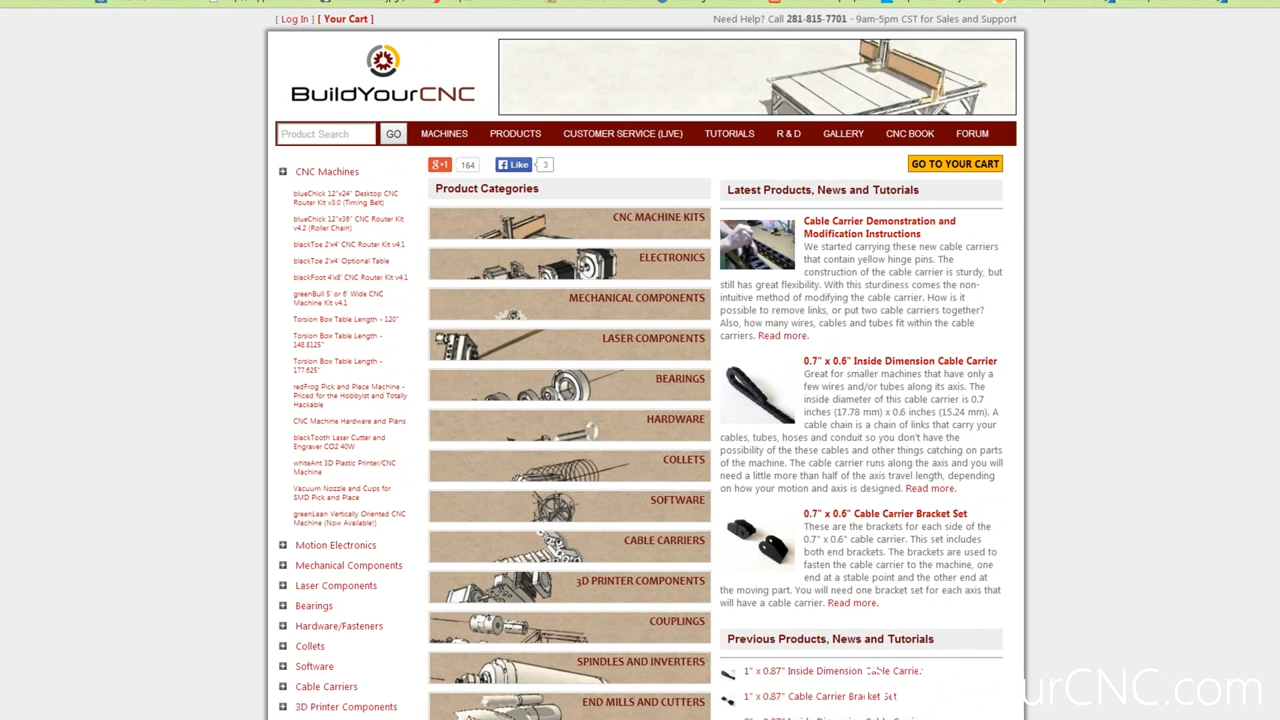 [ Log In ] [ Your Cart ]
Need Help? Call 281-815-7701 - 9am-5pm CST for Sales and Support
BuildYourCNC
Product Search
GO
MACHINES
PRODUCTS
CUSTOMER SERVICE (LIVE)
TUTORIALS
R & D
GALLERY
CNC BOOK
FORUM
CNC Machines
blueChick 12"x24" Desktop CNC
Router Kit v3.0 (Timing Belt)
blueChick 12"x36" CNC Router Kit
v4.2 (Roller Chain)
blackToe 2'x4' CNC Router Kit v4.1
blackToe 2'x4' Optional Table
blackFoot 4'x8' CNC Router Kit v4.1
greenBull 5' or 6' Wide CNC
Machine Kit v4.1
Torsion Box Table Length - 120"
Torsion Box Table Length -
148.8125"
Torsion Box Table Length -
177.625"
redFrog Pick and Place Machine -
Priced for the Hobbyist and Totally
Hackable
CNC Machine Hardware and Plans
blackTooth Laser Cutter and
Engraver CO2 40W
whiteAnt 3D Plastic Printer/CNC
Machine
Vacuum Nozzle and Cups for
SMD Pick and Place
greenLean Vertically Oriented CNC
Machine (Now Available!)
Motion Electronics
Mechanical Components
Laser Components
Bearings
Hardware/Fasteners
Collets
Software
Cable Carriers
3D Printer Components
g+1 164
Like 3
GO TO YOUR CART
Product Categories
CNC MACHINE KITS
ELECTRONICS
MECHANICAL COMPONENTS
LASER COMPONENTS
BEARINGS
HARDWARE
COLLETS
SOFTWARE
CABLE CARRIERS
3D PRINTER COMPONENTS
COUPLINGS
SPINDLES AND INVERTERS
END MILLS AND CUTTERS
Latest Products, News and Tutorials
Cable Carrier Demonstration and
Modification Instructions
We started carrying these new cable carriers
that contain yellow hinge pins. The
construction of the cable carrier is sturdy, but
still has great flexibility. With this sturdiness comes the non-
intuitive method of modifying the cable carrier. How is it
possible to remove links, or put two cable carriers together?
Also, how many wires, cables and tubes fit within the cable
carriers. Read more.
0.7" x 0.6" Inside Dimension Cable Carrier
Great for smaller machines that have only a
few wires and/or tubes along its axis. The
inside diameter of this cable carrier is 0.7
inches (17.78 mm) x 0.6 inches (15.24 mm). A
cable chain is a chain of links that carry your
cables, tubes, hoses and conduit so you don't have the
possibility of the these cables and other things catching on parts
of the machine. The cable carrier runs along the axis and you will
need a little more than half of the axis travel length, depending
on how your motion and axis is designed. Read more.
0.7" x 0.6" Cable Carrier Bracket Set
These are the brackets for each side of the
0.7" x 0.6" cable carrier. This set includes
both end brackets. The brackets are used to
fasten the cable carrier to the machine, one
end at a stable point and the other end at
the moving part. You will need one bracket set for each axis that
will have a cable carrier. Read more.
Previous Products, News and Tutorials
1" x 0.87" Inside Dimension Cable Carrier
1" x 0.87" Cable Carrier Bracket Set
urCNC.com